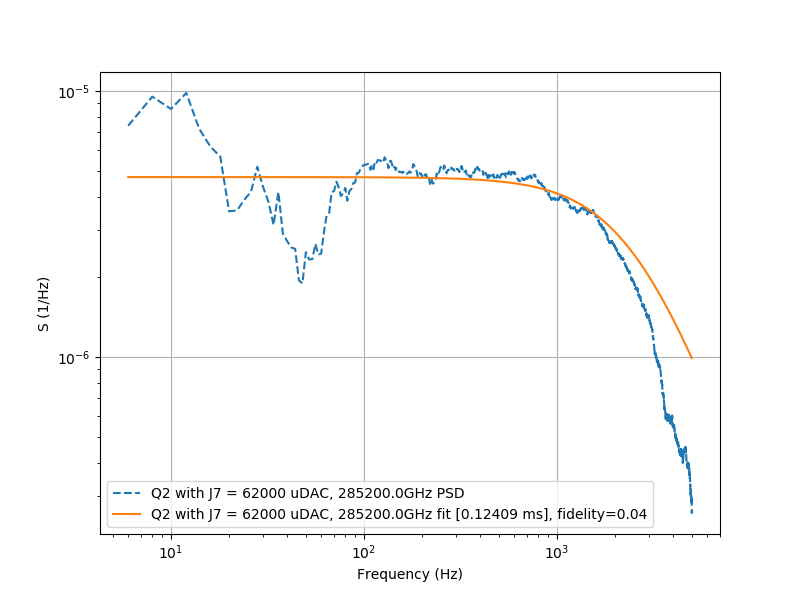 10⁻⁵
10⁻⁶
S (1/Hz)
Q2 with J7 = 62000 uDAC, 285200.0GHz PSD
Q2 with J7 = 62000 uDAC, 285200.0GHz fit [0.12409 ms], fidelity=0.04
10¹ 10² 10³
Frequency (Hz)